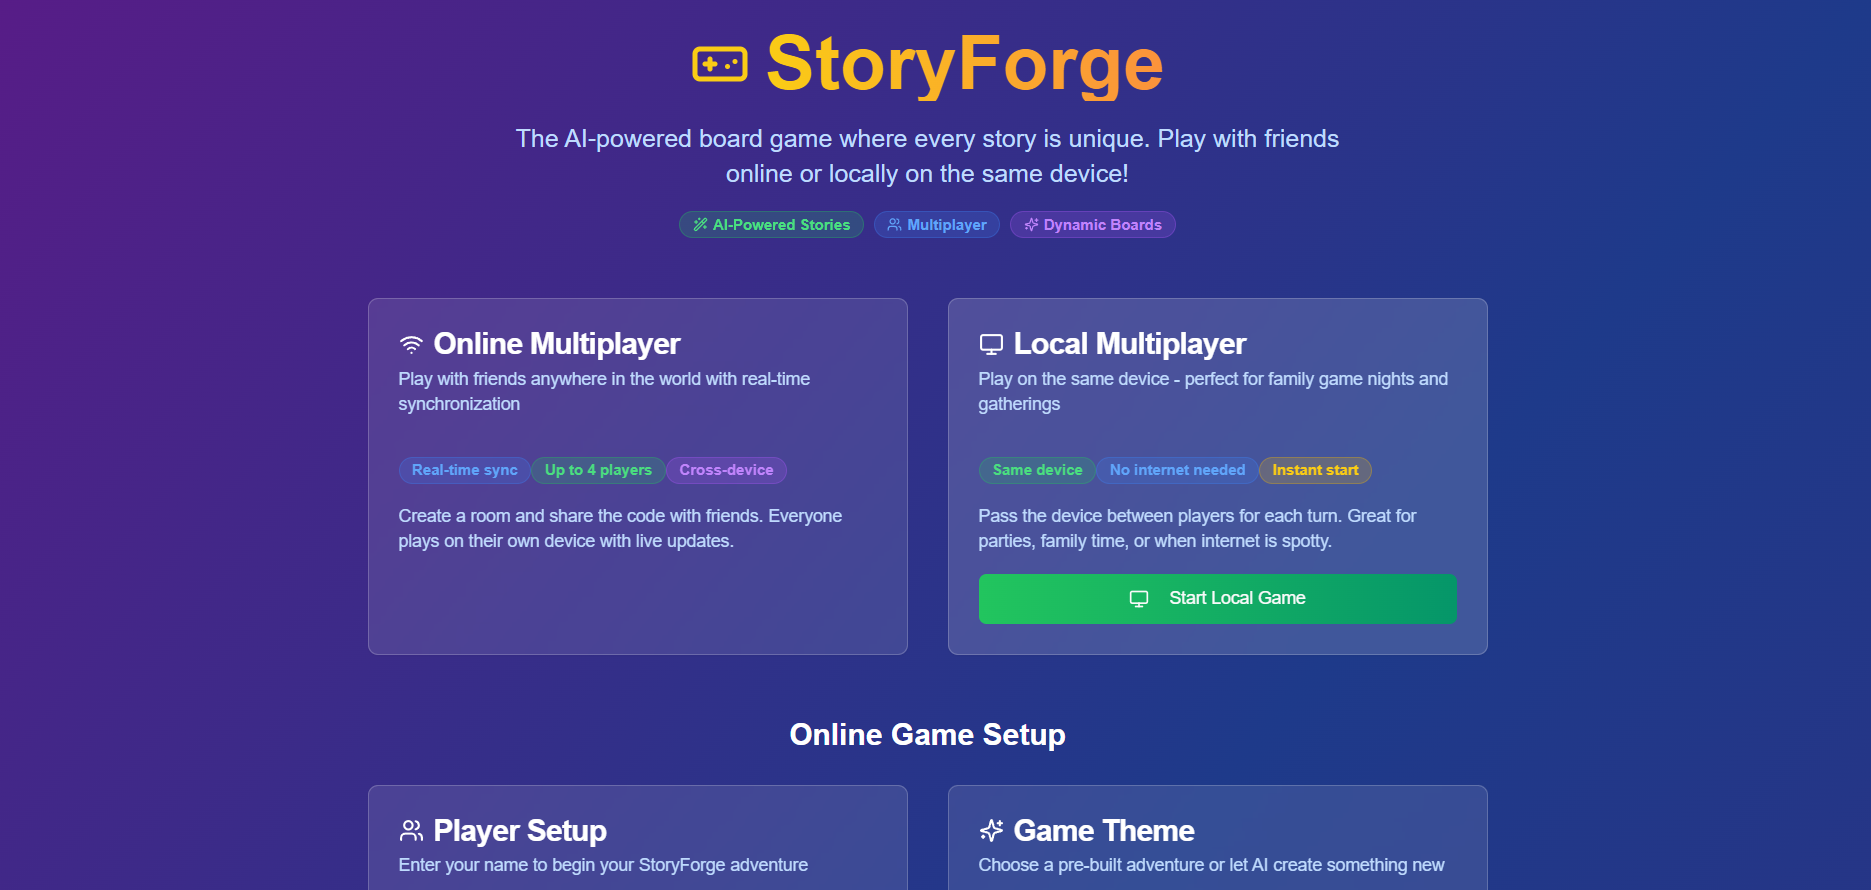 StoryForge
The AI-powered board game where every story is unique. Play with friends
online or locally on the same device!
AI-Powered Stories Multiplayer Dynamic Boards
Online Multiplayer
Play with friends anywhere in the world with real-time
synchronization
Real-time sync Up to 4 players Cross-device
Create a room and share the code with friends. Everyone
plays on their own device with live updates.
Local Multiplayer
Play on the same device - perfect for family game nights and
gatherings
Same device No internet needed Instant start
Pass the device between players for each turn. Great for
parties, family time, or when internet is spotty.
Start Local Game
Online Game Setup
Player Setup
Enter your name to begin your StoryForge adventure
Game Theme
Choose a pre-built adventure or let AI create something new